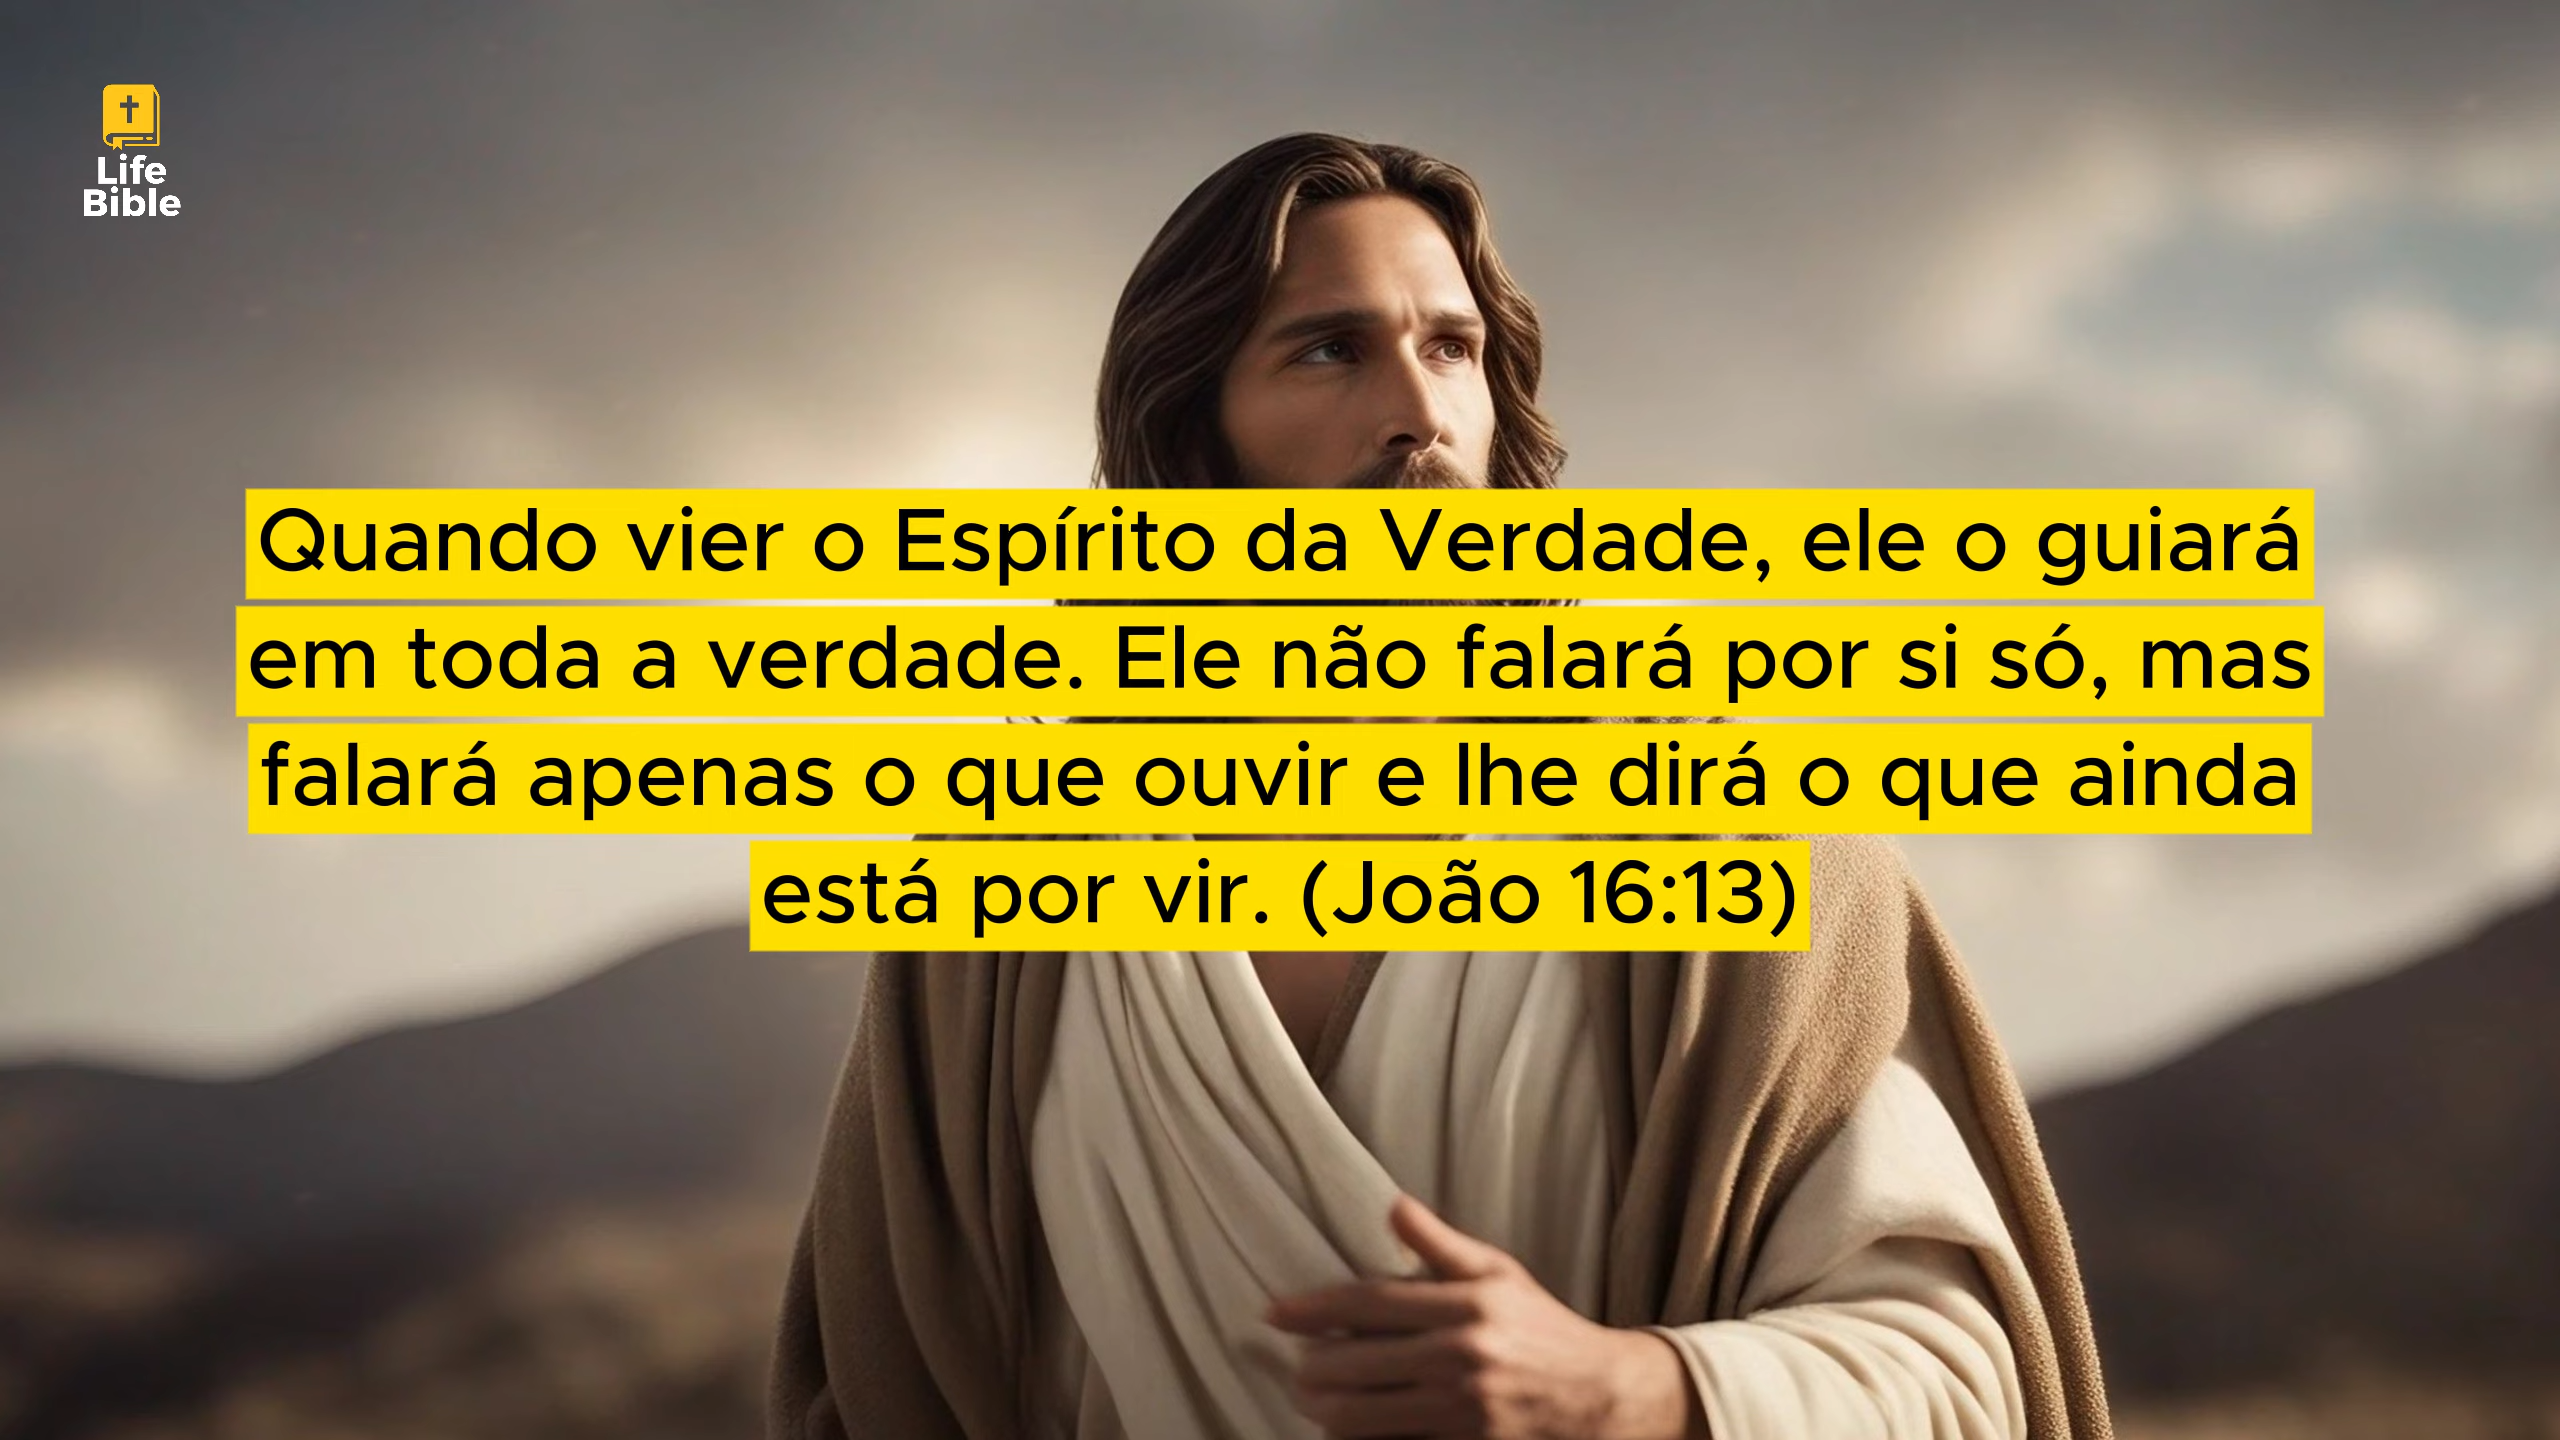 Life
Bible
Quando vier o Espírito da Verdade, ele o guiará
em toda a verdade. Ele não falará por si só, mas
falará apenas o que ouvir e lhe dirá o que ainda
está por vir. (João 16:13)